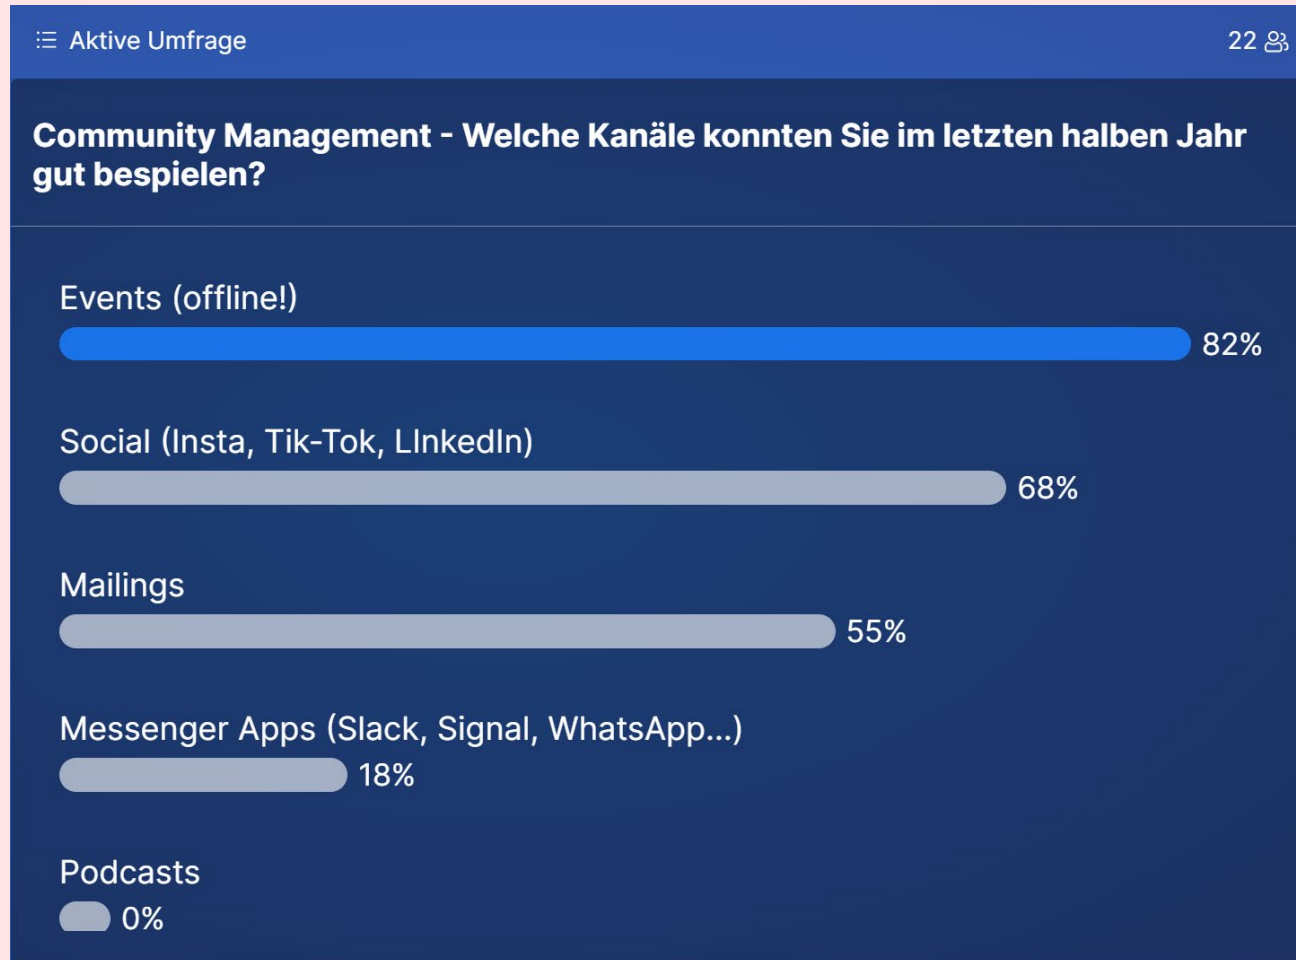 Aktive Umfrage
22
Community Management - Welche Kanäle konnten Sie im letzten halben Jahr
gut bespielen?
Events (offline!)
82%
Social (Insta, Tik-Tok, LInkedIn)
68%
Mailings
55%
Messenger Apps (Slack, Signal, WhatsApp...)
18%
Podcasts
0%